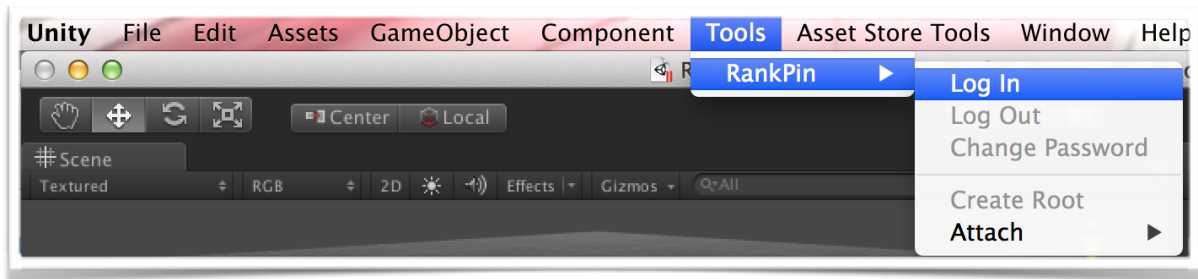 Unity File Edit Assets GameObject Component Tools Asset Store Tools Window Help
RankPin
Log In
Log Out
Change Password
Create Root
Attach
Center Local
Scene
Textured RGB 2D Effects Gizmos All